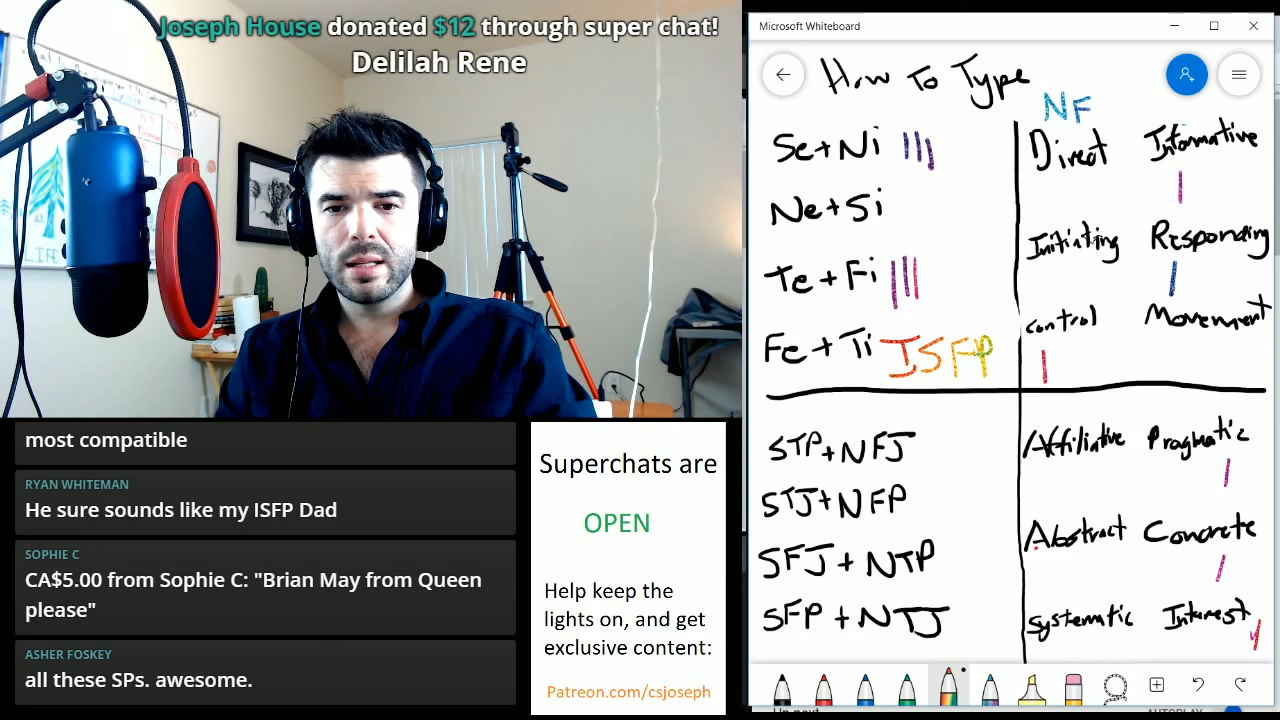 Joseph House donated $12 through super chat!
Delilah Rene
LIFE
most compatible
RYAN WHITEMAN
He sure sounds like my ISFP Dad
SOPHIE C
CA$5.00 from Sophie C: "Brian May from Queen
please"
ASHER FOSKEY
all these SPs. awesome.
Superchats are
OPEN
Help keep the
lights on, and get
exclusive content:
Patreon.com/csjoseph
Microsoft Whiteboard
How To Type
NF
Se+Ni
Ne+Si
Te+Fi
Fe+Ti ISFP
Direct Informative
Initiating Responding
control Movement
STP+NFJ
STJ+NFP
SFJ+NTP
SFP+NTJ
Affiliative Pragmatic
Abstract Concrete
Systematic Interest
AUTOPLAY